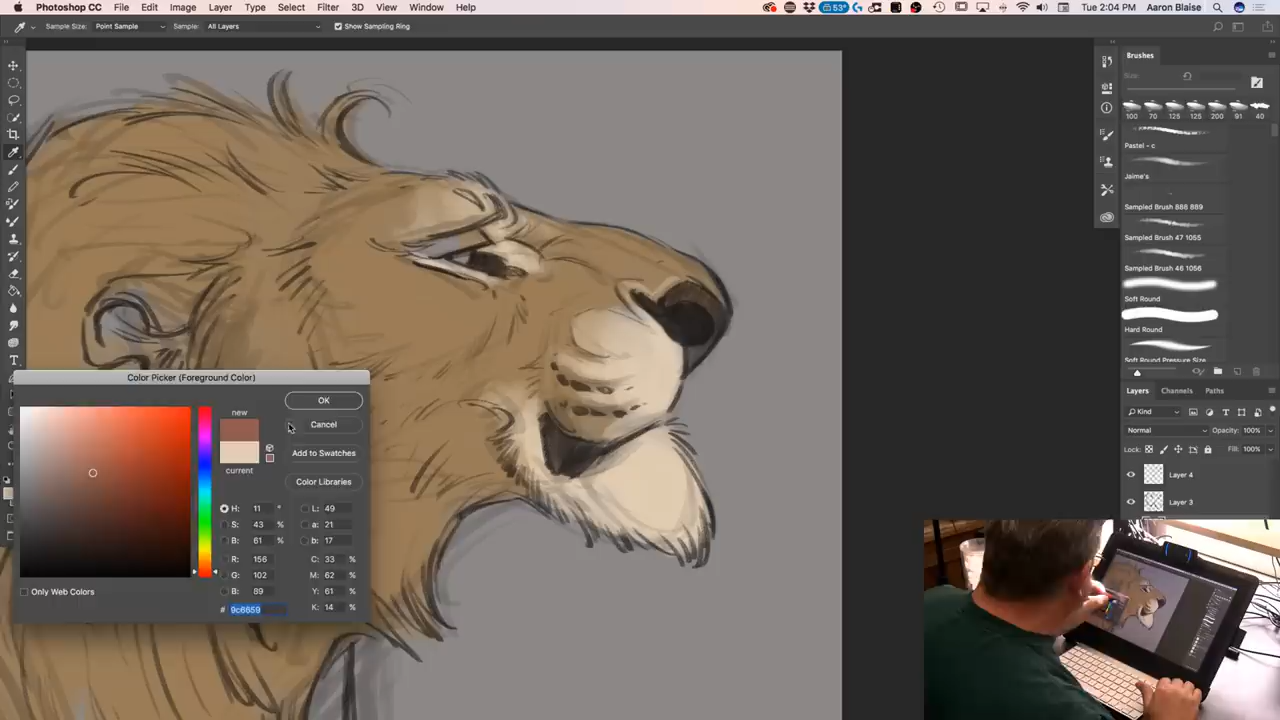 Photoshop CC File Edit Image Layer Type Select Filter 3D View Window Help 53° Tue 2:04 PM Aaron Blaise
Sample Size: Point Sample Sample: All Layers Show Sampling Ring
Brushes
Size:
100 70 125 125 200 91 40
Pastel - c
Jaime's
Sampled Brush 888 889
Sampled Brush 47 1055
Sampled Brush 46 1056
Soft Round
Hard Round
Soft Round Pressure Size
Color Picker (Foreground Color)
new
current
OK
Cancel
Add to Swatches
Color Libraries
H: 11 ° L: 49
S: 43 % a: 21
B: 61 % b: 17
R: 156 C: 33 %
G: 102 M: 62 %
B: 89 Y: 61 %
# 9c6659 K: 14 %
Only Web Colors
Layers Channels Paths
Kind
Normal Opacity: 100%
Lock: Fill: 100%
Layer 4
Layer 3